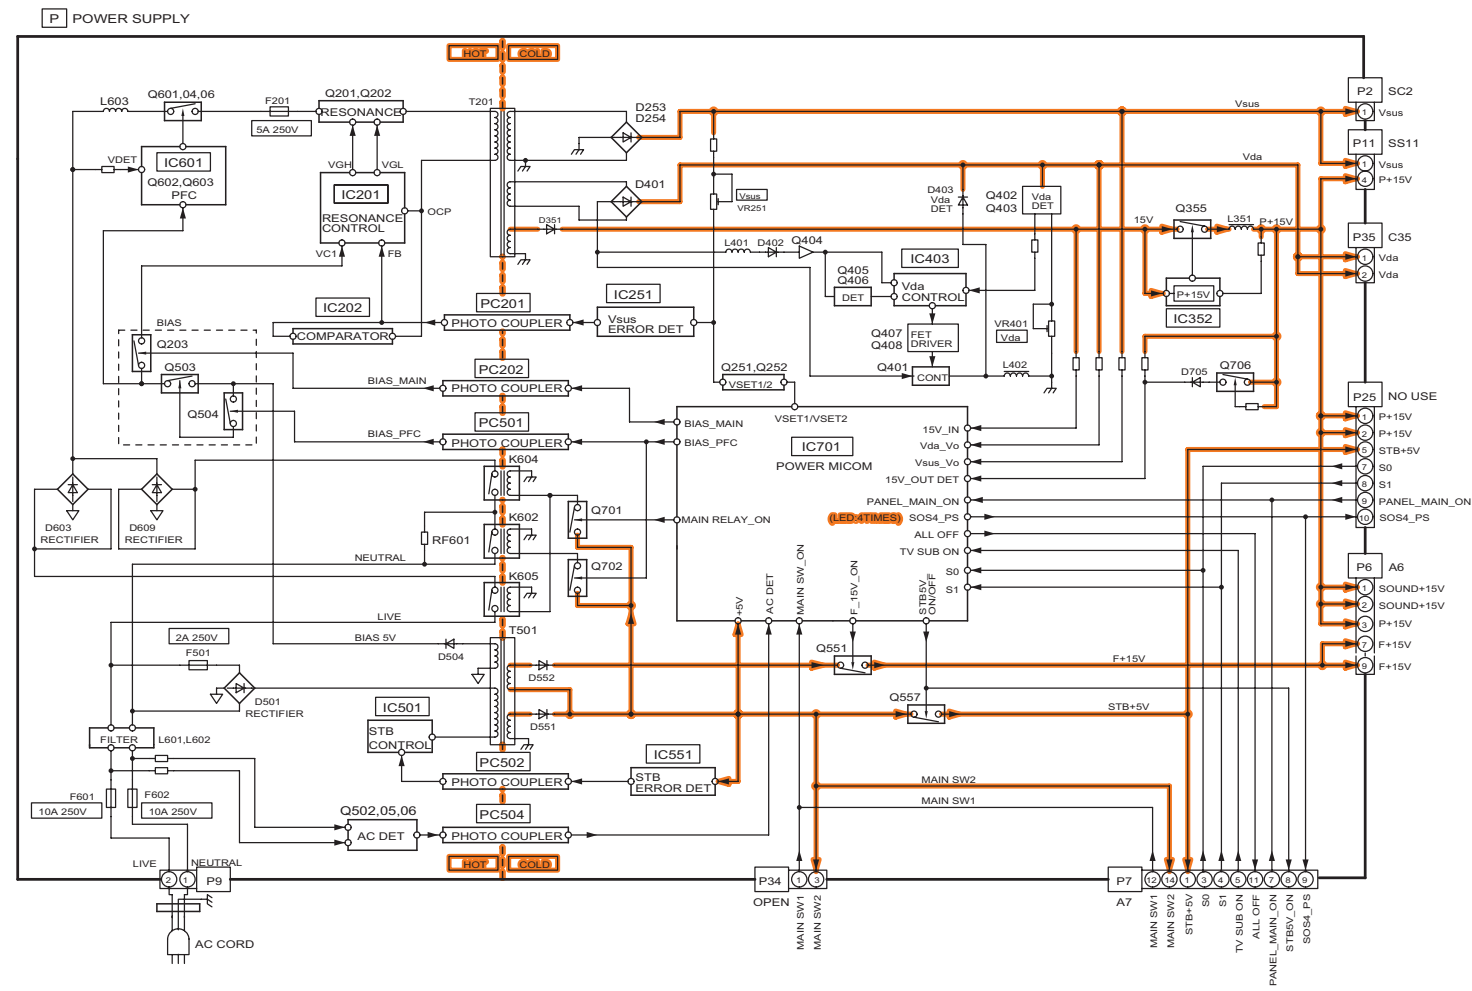 P POWER SUPPLY
HOT COLD
L603
Q601,04,06
F201
5A 250V
Q201,Q202
RESONANCE
T201
D253
D254
Vsus
P2 SC2
1 Vsus
P11 SS11
1 Vsus
4 P+15V
VDET
IC601
Q602,Q603
PFC
VGH VGL
IC201
RESONANCE
CONTROL
OCP
VC1 FB
D401
D351
Vsus
VR251
Vda
D403
Vda
DET
Q402
Q403
Vda
DET
15V
Q355
L351
P+15V
P35 C35
1 Vda
2 Vda
L401 D402 Q404
Q405
Q406
DET
IC403
Vda
CONTROL
P+15V
IC352
IC202
COMPARATOR
PC201
PHOTO COUPLER
IC251
Vsus
ERROR DET
Q407
Q408
FET
DRIVER
VR401
Vda
BIAS
Q203
Q503
Q504
PC202
PHOTO COUPLER
BIAS_MAIN
Q251,Q252
VSET1/2
Q401
CONT
L402
D705
Q706
PC501
PHOTO COUPLER
BIAS_PFC
P25 NO USE
1 P+15V
2 P+15V
5 STB+5V
7 S0
8 S1
9 PANEL_MAIN_ON
10 SOS4_PS
VSET1/VSET2
IC701
POWER MICOM
BIAS_MAIN
BIAS_PFC
MAIN RELAY_ON
15V_IN
Vda_Vo
Vsus_Vo
15V_OUT DET
PANEL_MAIN_ON
(LED:4TIMES) SOS4_PS
ALL OFF
TV SUB ON
S0
S1
+5V
AC DET
MAIN SW_ON
F_15V_ON
STB5V
ON/OFF
K604
K602
K605
Q701
Q702
RF601
D603
RECTIFIER
D609
RECTIFIER
NEUTRAL
LIVE
P6 A6
1 SOUND+15V
2 SOUND+15V
3 P+15V
7 F+15V
9 F+15V
BIAS 5V
D504
T501
2A 250V
F501
D501
RECTIFIER
D552
D551
Q551
F+15V
Q557
STB+5V
IC501
STB
CONTROL
FILTER
L601,L602
PC502
PHOTO COUPLER
IC551
STB
ERROR DET
MAIN SW2
MAIN SW1
F601
10A 250V
F602
10A 250V
Q502,05,06
AC DET
PC504
PHOTO COUPLER
HOT COLD
LIVE NEUTRAL
2 1 P9
AC CORD
P34 1 3
OPEN
MAIN SW1
MAIN SW2
P7 12 14 1 3 4 5 11 7 8 9
A7
MAIN SW1
MAIN SW2
STB+5V
S0
S1
TV SUB ON
ALL OFF
PANEL_MAIN_ON
STB5V_ON
SOS4_PS